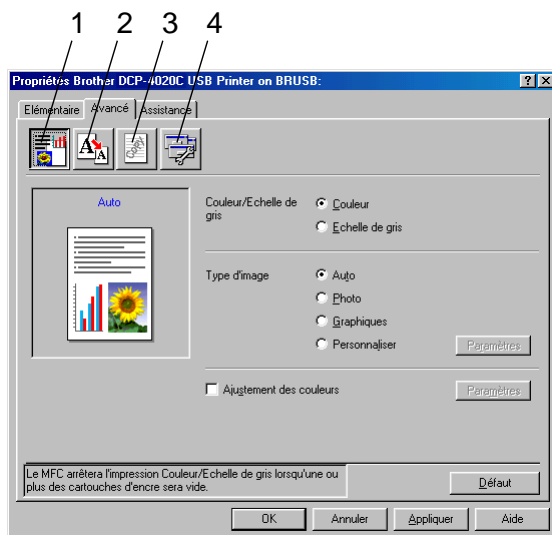 1 2 3 4
Propriétés Brother DCP-4020C USB Printer on BRUSB:
Elémentaire Avancé Assistance
Auto
Couleur/Echelle de gris
Couleur
Echelle de gris
Type d'image
Auto
Photo
Graphiques
Personnaliser
Paramètres
Ajustement des couleurs
Paramètres
Le MFC arrêtera l'impression Couleur/Echelle de gris lorsqu'une ou
plus des cartouches d'encre sera vide.
Défaut
OK Annuler Appliquer Aide